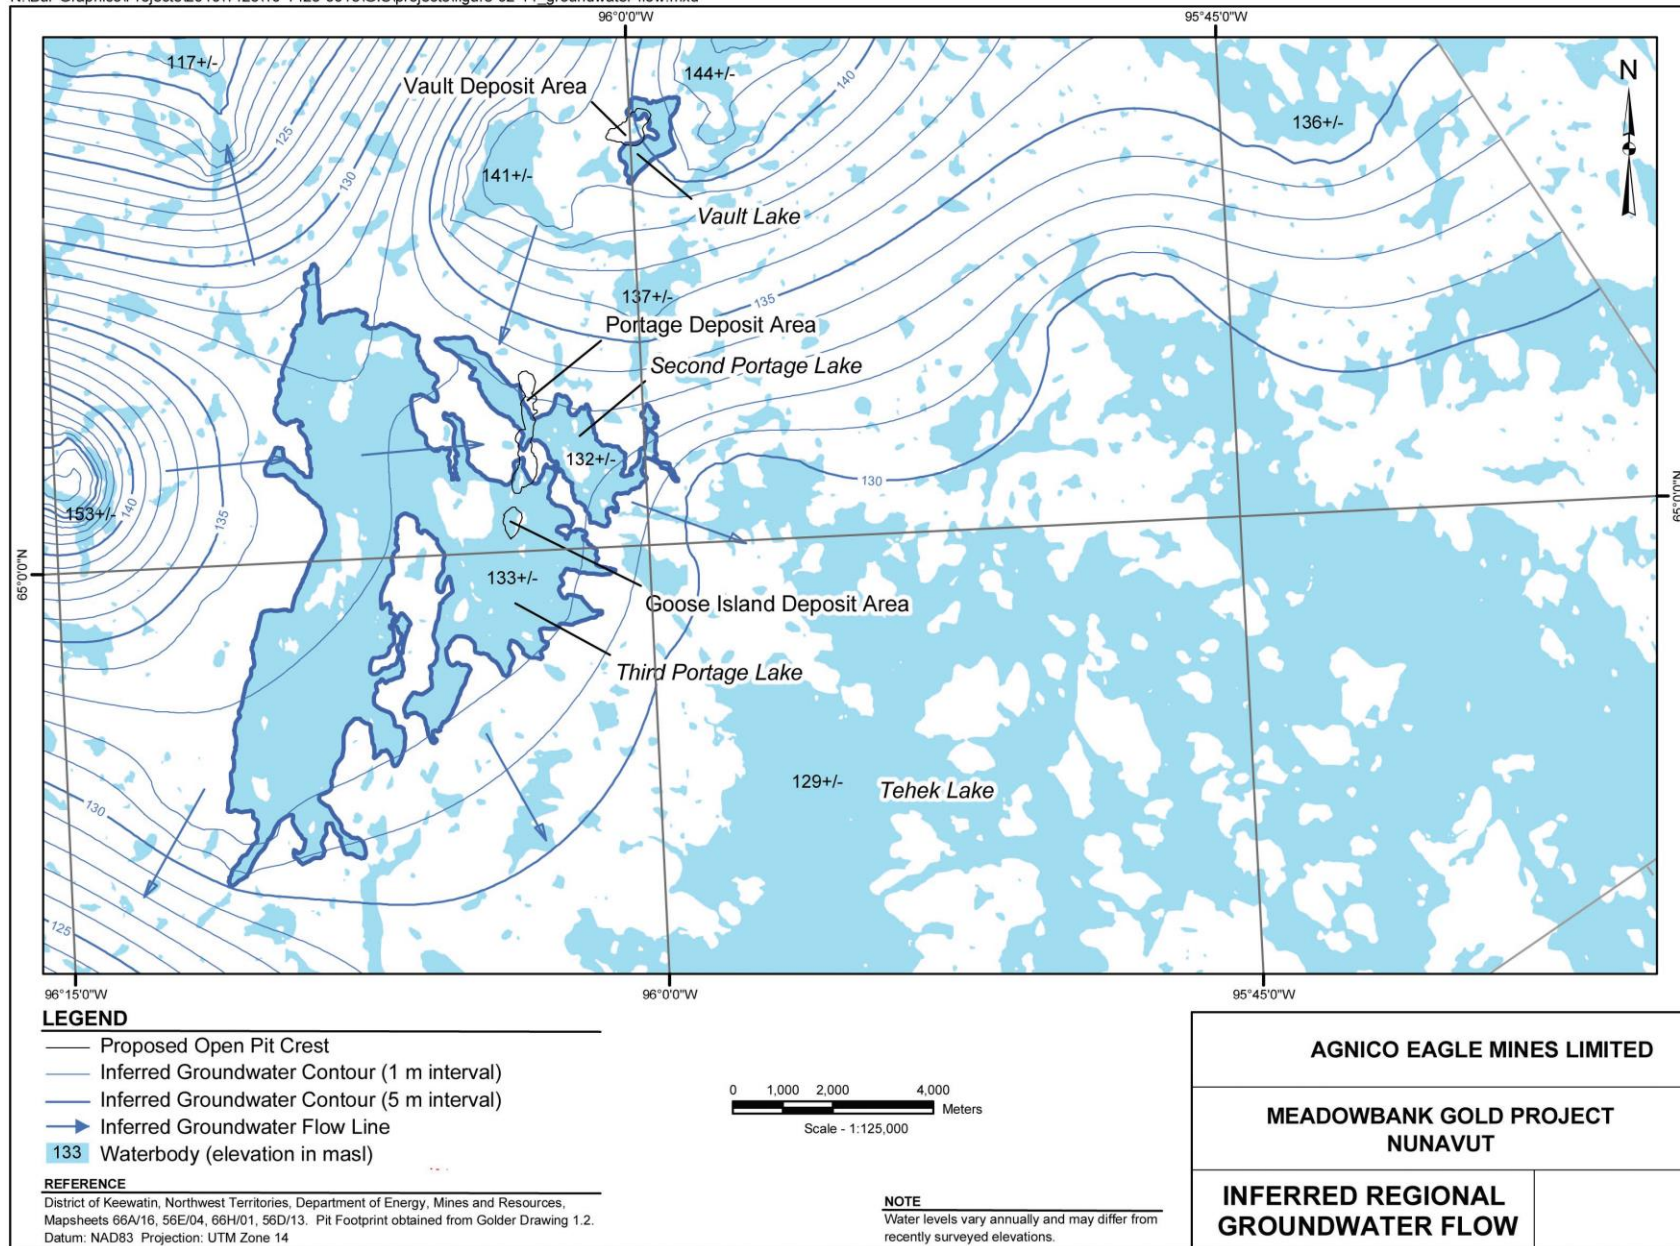 96°0'0"W
95°45'0"W
117+/-
144+/-
Vault Deposit Area
140
N
125
136+/-
130
141+/-
Vault Lake
137+/-
135
Portage Deposit Area
Second Portage Lake
132+/-
130
153+/-
140
135
65°0'0"N
65°0'0"N
133+/-
Goose Island Deposit Area
Third Portage Lake
129+/-
Tehek Lake
130
125
96°15'0"W
96°0'0"W
95°45'0"W
LEGEND
Proposed Open Pit Crest
Inferred Groundwater Contour (1 m interval)
Inferred Groundwater Contour (5 m interval)
Inferred Groundwater Flow Line
133 Waterbody (elevation in masl)
REFERENCE
District of Keewatin, Northwest Territories, Department of Energy, Mines and Resources,
Mapsheets 66A/16, 56E/04, 66H/01, 56D/13. Pit Footprint obtained from Golder Drawing 1.2.
Datum: NAD83 Projection: UTM Zone 14
0 1,000 2,000 4,000
Meters
Scale - 1:125,000
NOTE
Water levels vary annually and may differ from
recently surveyed elevations.
AGNICO EAGLE MINES LIMITED
MEADOWBANK GOLD PROJECT
NUNAVUT
INFERRED REGIONAL
GROUNDWATER FLOW